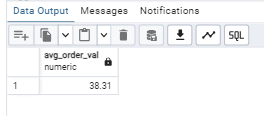 Data Output Messages Notifications
SQL
avg_order_val
numeric
1 38.31